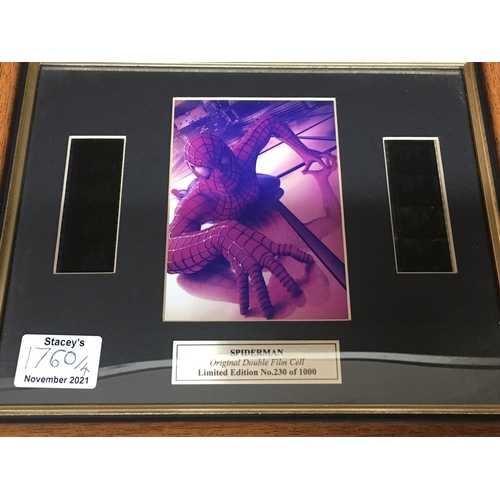 Stacey's
1760/4
November 2021
SPIDERMAN
Original Double Film Cell
Limited Edition No.230 of 1000